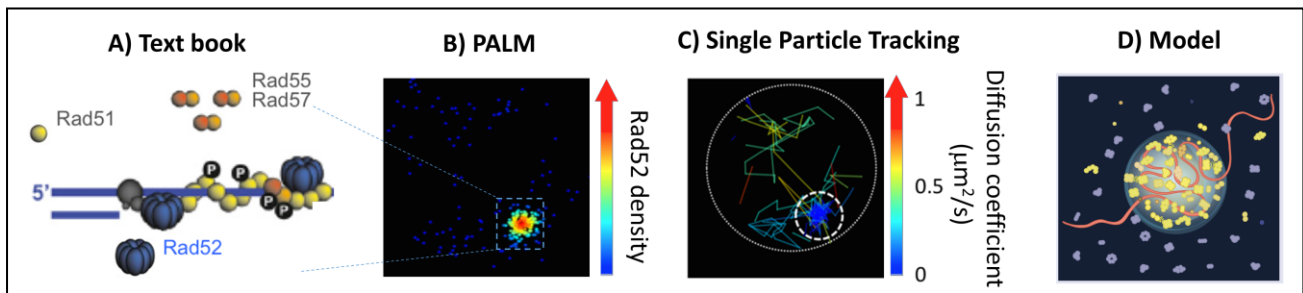 A) Text book
Rad55
Rad57
Rad51
P
P
P
P
5’
Rad52
B) PALM
Rad52 density
C) Single Particle Tracking
1
0.5
0
Diffusion coefficient
(μm²/s)
D) Model